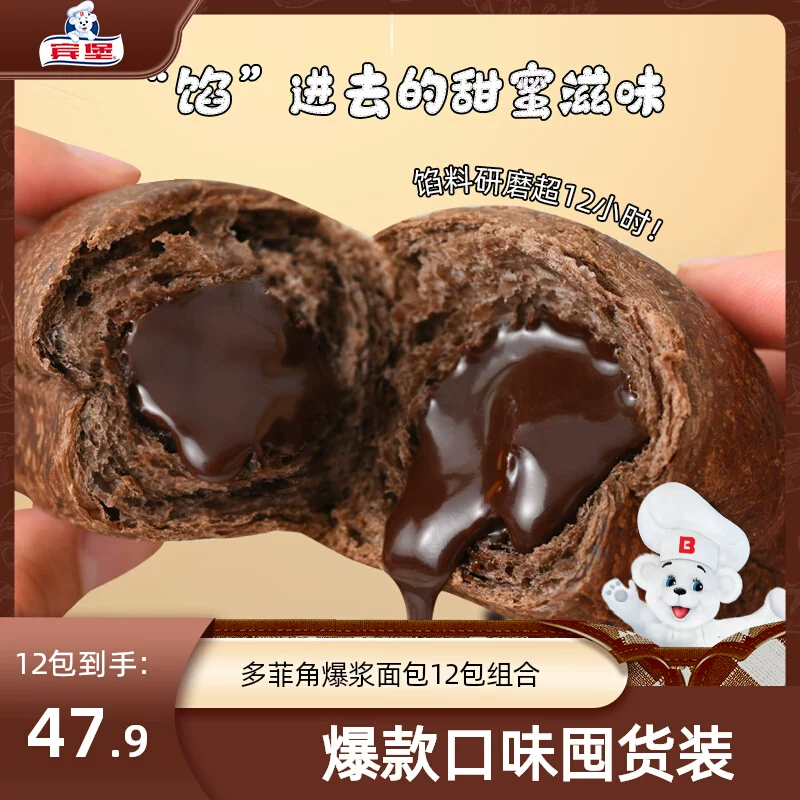 宾堡
“馅”进去的甜蜜滋味
馅料研磨超12小时！
B
12包到手：
47.9
多菲角爆浆面包12包组合
爆款口味囤货装